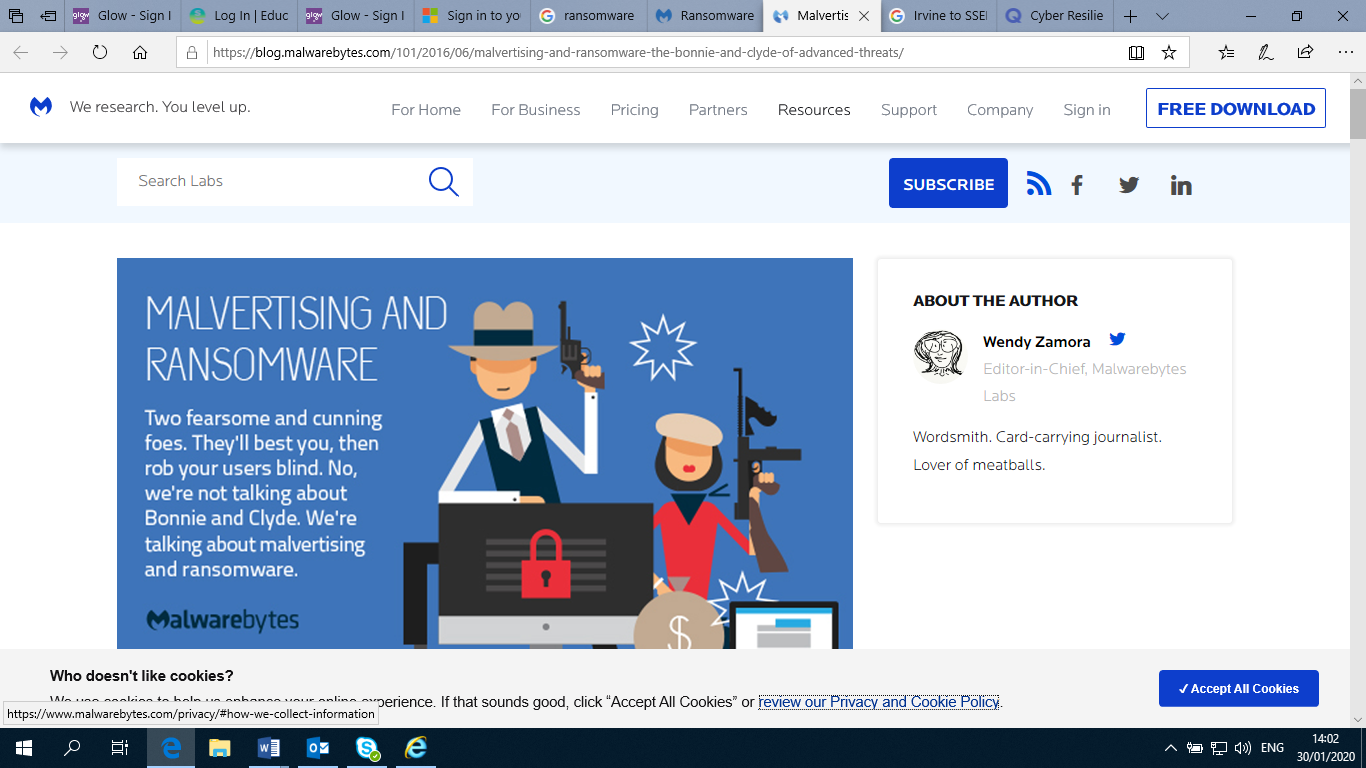 Glow - Sign I
Log In | Educ
Glow - Sign I
Sign in to yo
ransomware
Ransomware
Malvertis
Irvine to SSE
Cyber Resilie
https://blog.malwarebytes.com/101/2016/06/malvertising-and-ransomware-the-bonnie-and-clyde-of-advanced-threats/
We research. You level up.
For Home
For Business
Pricing
Partners
Resources
Support
Company
Sign in
FREE DOWNLOAD
Search Labs
SUBSCRIBE
MALVERTISING AND
RANSOMWARE
Two fearsome and cunning
foes. They'll best you, then
rob your users blind. No,
we're not talking about
Bonnie and Clyde. We're
talking about malvertising
and ransomware.
Malwarebytes
$
ABOUT THE AUTHOR
Wendy Zamora
Editor-in-Chief, Malwarebytes
Labs
Wordsmith. Card-carrying journalist.
Lover of meatballs.
Who doesn't like cookies?
We use cookies to help us enhance your online experience. If that sounds good, click “Accept All Cookies” or review our Privacy and Cookie Policy.
✓ Accept All Cookies
https://www.malwarebytes.com/privacy/#how-we-collect-information
ENG
14:02
30/01/2020